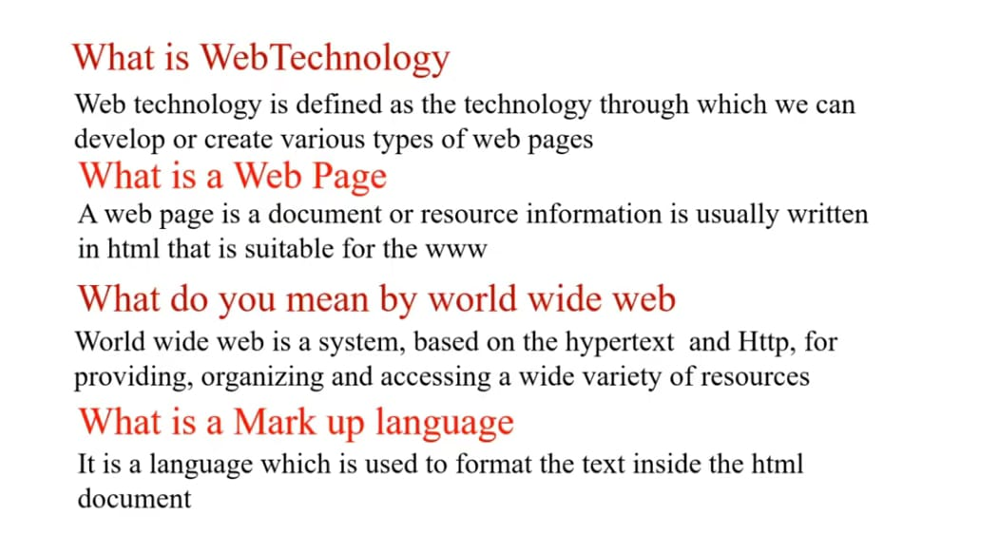 What is WebTechnology
Web technology is defined as the technology through which we can
develop or create various types of web pages
What is a Web Page
A web page is a document or resource information is usually written
in html that is suitable for the www
What do you mean by world wide web
World wide web is a system, based on the hypertext  and Http, for
providing, organizing and accessing a wide variety of resources
What is a Mark up language
It is a language which is used to format the text inside the html
document